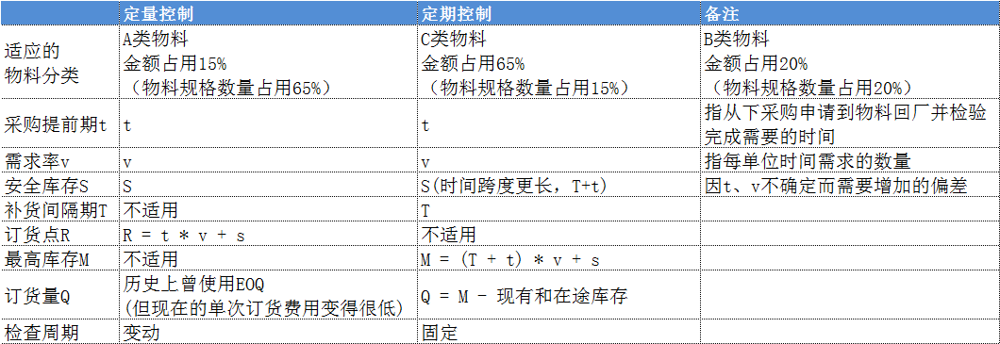 定量控制 定期控制 备注
适应的
物料分类
A类物料
金额占用15%
（物料规格数量占用65%）
C类物料
金额占用65%
（物料规格数量占用15%）
B类物料
金额占用20%
（物料规格数量占用20%）
采购提前期t t t
指从下采购申请到物料回厂并检验
完成需要的时间
需求率v v v 指每单位时间需求的数量
安全库存S S S(时间跨度更长，T+t) 因t、v不确定而需要增加的偏差
补货间隔期T 不适用 T
订货点R R = t * v + s 不适用
最高库存M 不适用 M = (T + t) * v + s
订货量Q
历史上曾使用EOQ
(但现在的单次订货费用变得很低)
Q = M - 现有和在途库存
检查周期 变动 固定